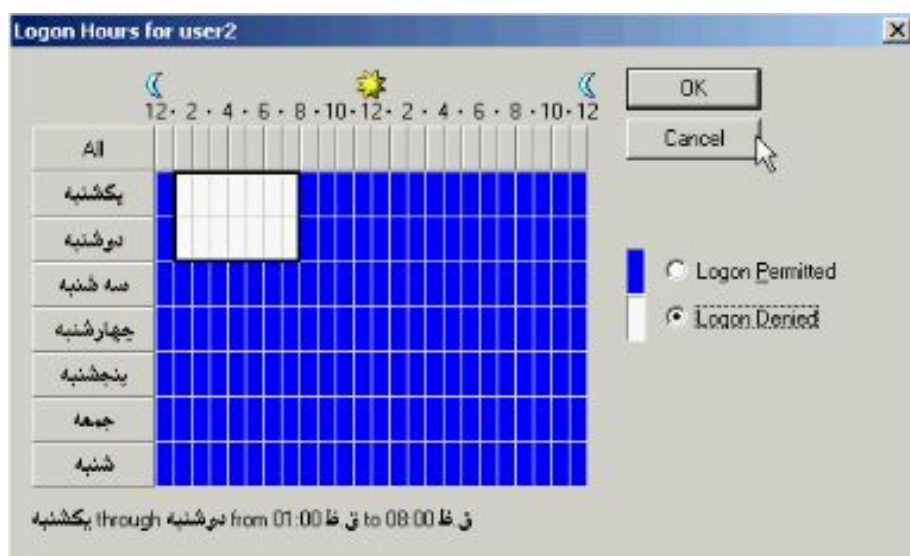 Logon Hours for user2
12 · 2 · 4 · 6 · 8 · 10 · 12 · 2 · 4 · 6 · 8 · 10 · 12
OK
Cancel
All
یکشنبه
دوشنبه
سه شنبه
چهارشنبه
پنجشنبه
جمعه
شنبه
Logon Permitted
Logon Denied
یکشنبه through دوشنبه from 01:00 ق.ظ to 08:00 ق.ظ